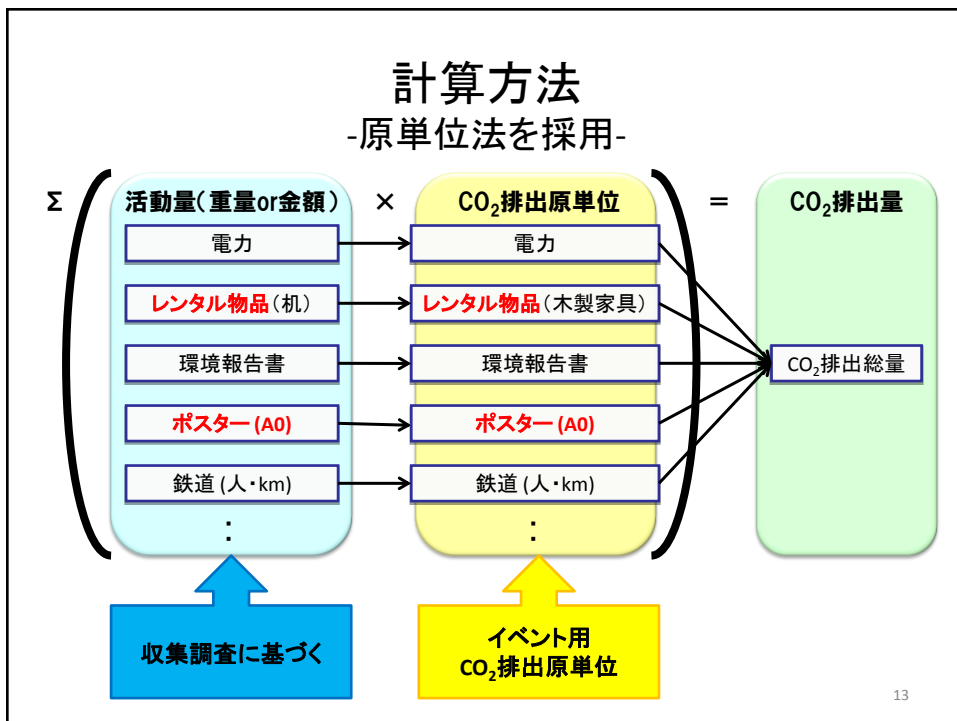 計算方法
-原単位法を採用-
Σ
活動量(重量or金額)
×
CO₂排出原単位
=
CO₂排出量
電力
電力
レンタル物品(机)
レンタル物品(木製家具)
環境報告書
環境報告書
CO₂排出総量
ポスター(A0)
ポスター(A0)
鉄道(人・km)
鉄道(人・km)
:
:
収集調査に基づく
イベント用
CO₂排出原単位
13